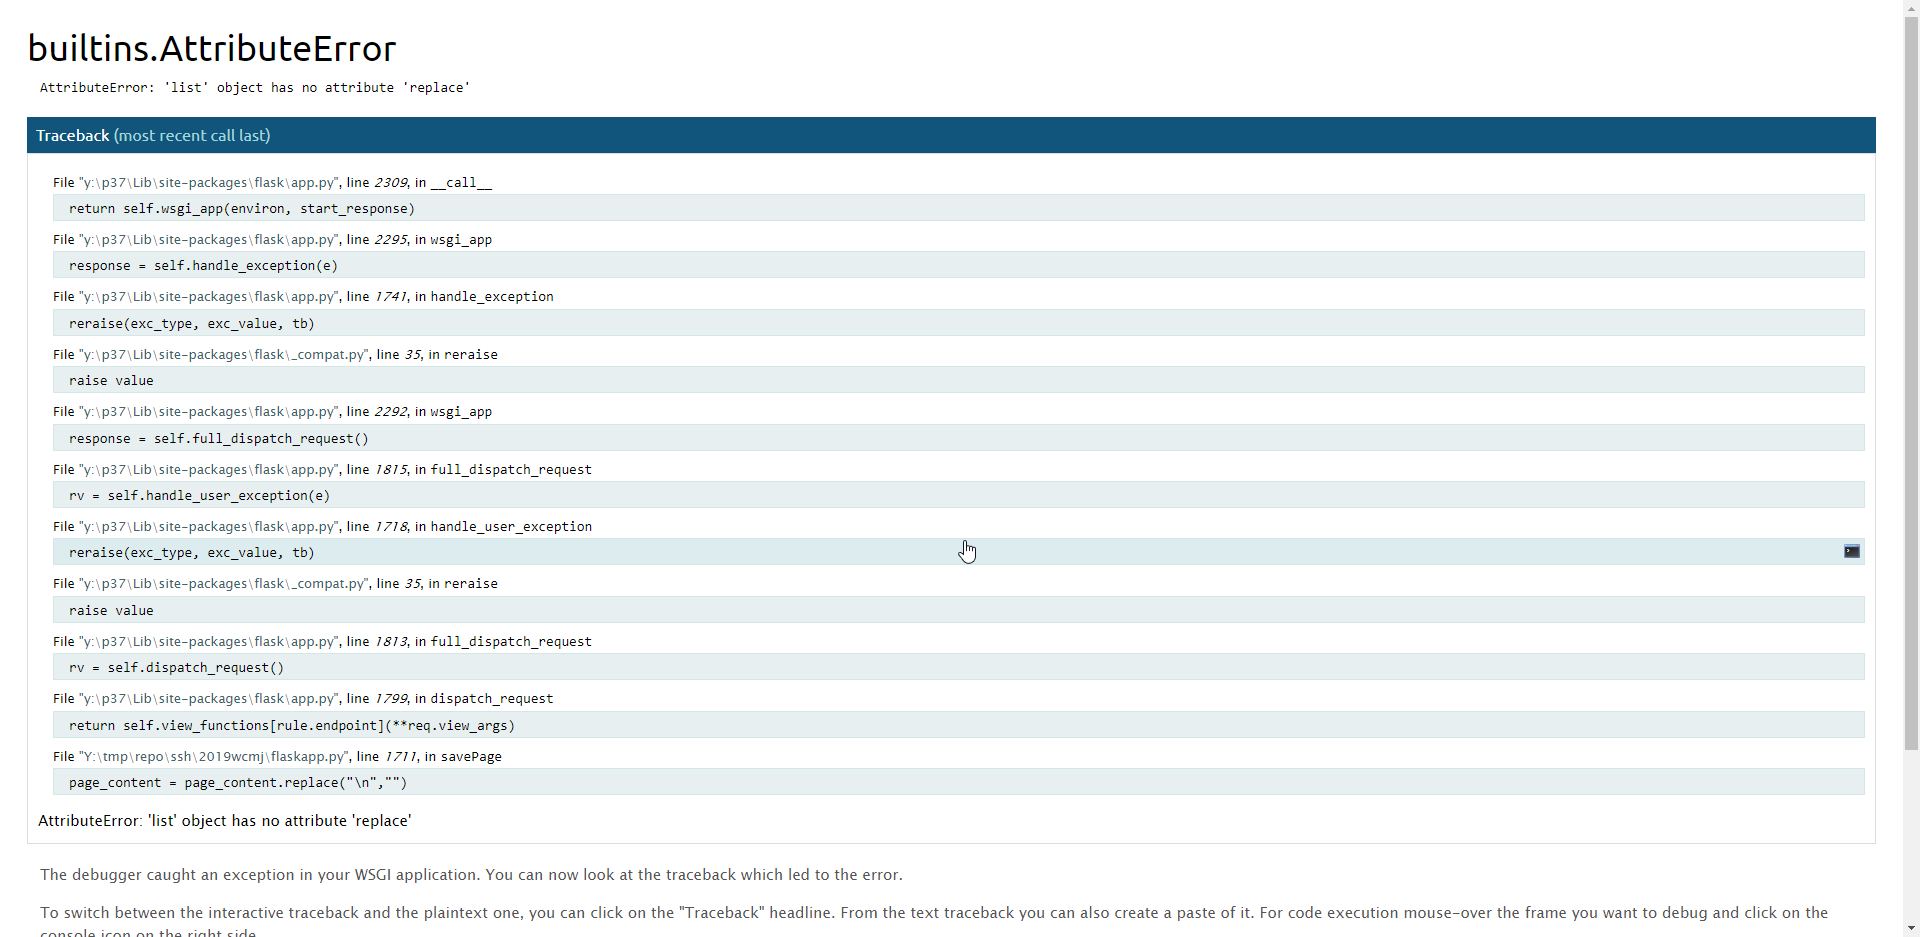 builtins.AttributeError
AttributeError: 'list' object has no attribute 'replace'
Traceback (most recent call last)
File "y:\p37\Lib\site-packages\flask\app.py", line 2309, in __call__
return self.wsgi_app(environ, start_response)
File "y:\p37\Lib\site-packages\flask\app.py", line 2295, in wsgi_app
response = self.handle_exception(e)
File "y:\p37\Lib\site-packages\flask\app.py", line 1741, in handle_exception
reraise(exc_type, exc_value, tb)
File "y:\p37\Lib\site-packages\flask\_compat.py", line 35, in reraise
raise value
File "y:\p37\Lib\site-packages\flask\app.py", line 2292, in wsgi_app
response = self.full_dispatch_request()
File "y:\p37\Lib\site-packages\flask\app.py", line 1815, in full_dispatch_request
rv = self.handle_user_exception(e)
File "y:\p37\Lib\site-packages\flask\app.py", line 1718, in handle_user_exception
reraise(exc_type, exc_value, tb)
File "y:\p37\Lib\site-packages\flask\_compat.py", line 35, in reraise
raise value
File "y:\p37\Lib\site-packages\flask\app.py", line 1813, in full_dispatch_request
rv = self.dispatch_request()
File "y:\p37\Lib\site-packages\flask\app.py", line 1799, in dispatch_request
return self.view_functions[rule.endpoint](**req.view_args)
File "Y:\tmp\repo\ssh\2019wcmj\flaskapp.py", line 1711, in savePage
page_content = page_content.replace("\n","")
AttributeError: 'list' object has no attribute 'replace'
The debugger caught an exception in your WSGI application. You can now look at the traceback which led to the error.
To switch between the interactive traceback and the plaintext one, you can click on the "Traceback" headline. From the text traceback you can also create a paste of it. For code execution mouse-over the frame you want to debug and click on the
console icon on the right side.